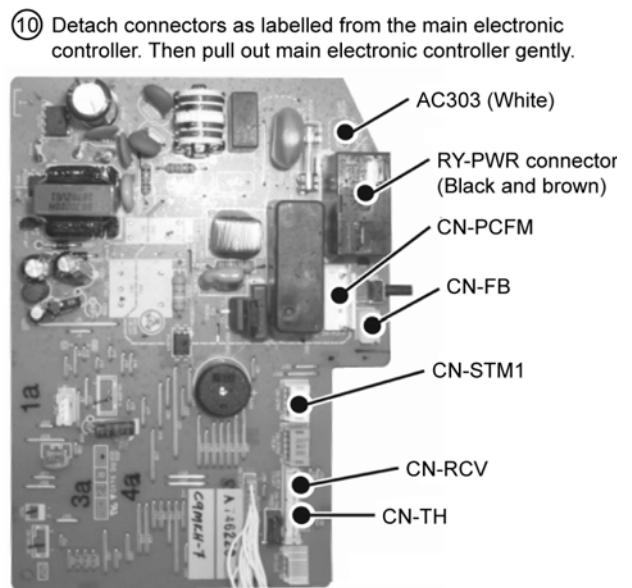 ⑩ Detach connectors as labelled from the main electronic
controller. Then pull out main electronic controller gently.
AC303 (White)
RY-PWR connector
(Black and brown)
CN-PCFM
CN-FB
CN-STM1
CN-RCV
CN-TH
1a
3a
4a
C9MKH-7